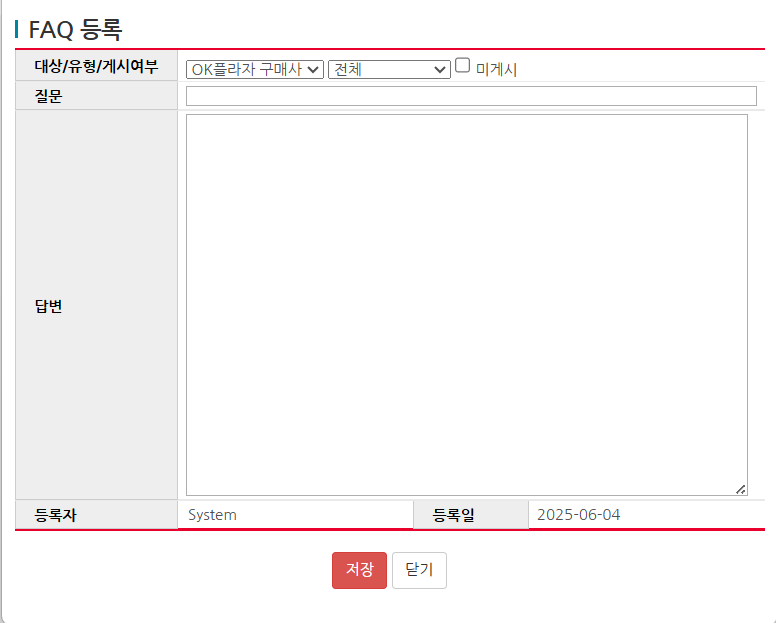 FAQ 등록
대상/유형/게시여부 OK플라자 구매사 전체 미게시
질문
답변
등록자 System 등록일 2025-06-04
저장 닫기